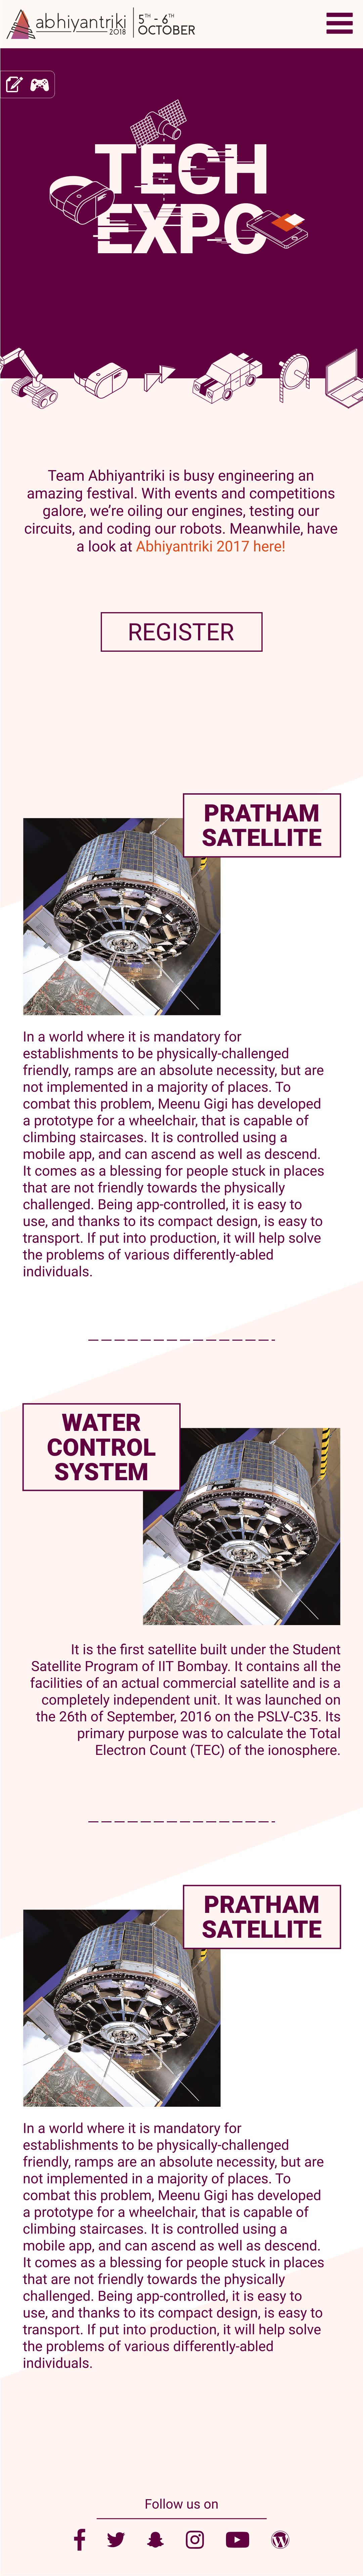 abhiyantriki
2018
5TH - 6TH
OCTOBER
TECH
EXPO
Team Abhiyantriki is busy engineering an
amazing festival. With events and competitions
galore, we’re oiling our engines, testing our
circuits, and coding our robots. Meanwhile, have
a look at Abhiyantriki 2017 here!
REGISTER
PRATHAM
SATELLITE
In a world where it is mandatory for
establishments to be physically-challenged
friendly, ramps are an absolute necessity, but are
not implemented in a majority of places. To
combat this problem, Meenu Gigi has developed
a prototype for a wheelchair, that is capable of
climbing staircases. It is controlled using a
mobile app, and can ascend as well as descend.
It comes as a blessing for people stuck in places
that are not friendly towards the physically
challenged. Being app-controlled, it is easy to
use, and thanks to its compact design, is easy to
transport. If put into production, it will help solve
the problems of various differently-abled
individuals.
WATER
CONTROL
SYSTEM
It is the first satellite built under the Student
Satellite Program of IIT Bombay. It contains all the
facilities of an actual commercial satellite and is a
completely independent unit. It was launched on
the 26th of September, 2016 on the PSLV-C35. Its
primary purpose was to calculate the Total
Electron Count (TEC) of the ionosphere.
PRATHAM
SATELLITE
In a world where it is mandatory for
establishments to be physically-challenged
friendly, ramps are an absolute necessity, but are
not implemented in a majority of places. To
combat this problem, Meenu Gigi has developed
a prototype for a wheelchair, that is capable of
climbing staircases. It is controlled using a
mobile app, and can ascend as well as descend.
It comes as a blessing for people stuck in places
that are not friendly towards the physically
challenged. Being app-controlled, it is easy to
use, and thanks to its compact design, is easy to
transport. If put into production, it will help solve
the problems of various differently-abled
individuals.
Follow us on